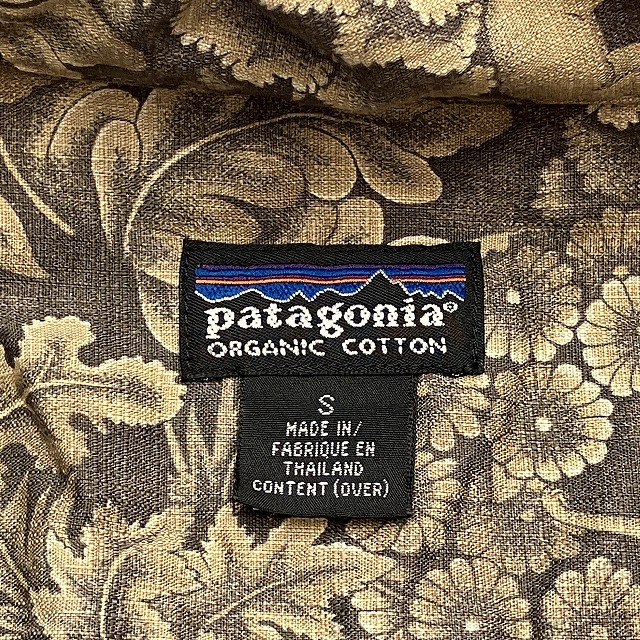 patagonia®
ORGANIC COTTON
S
MADE IN/
FABRIQUE EN
THAILAND
CONTENT (OVER)